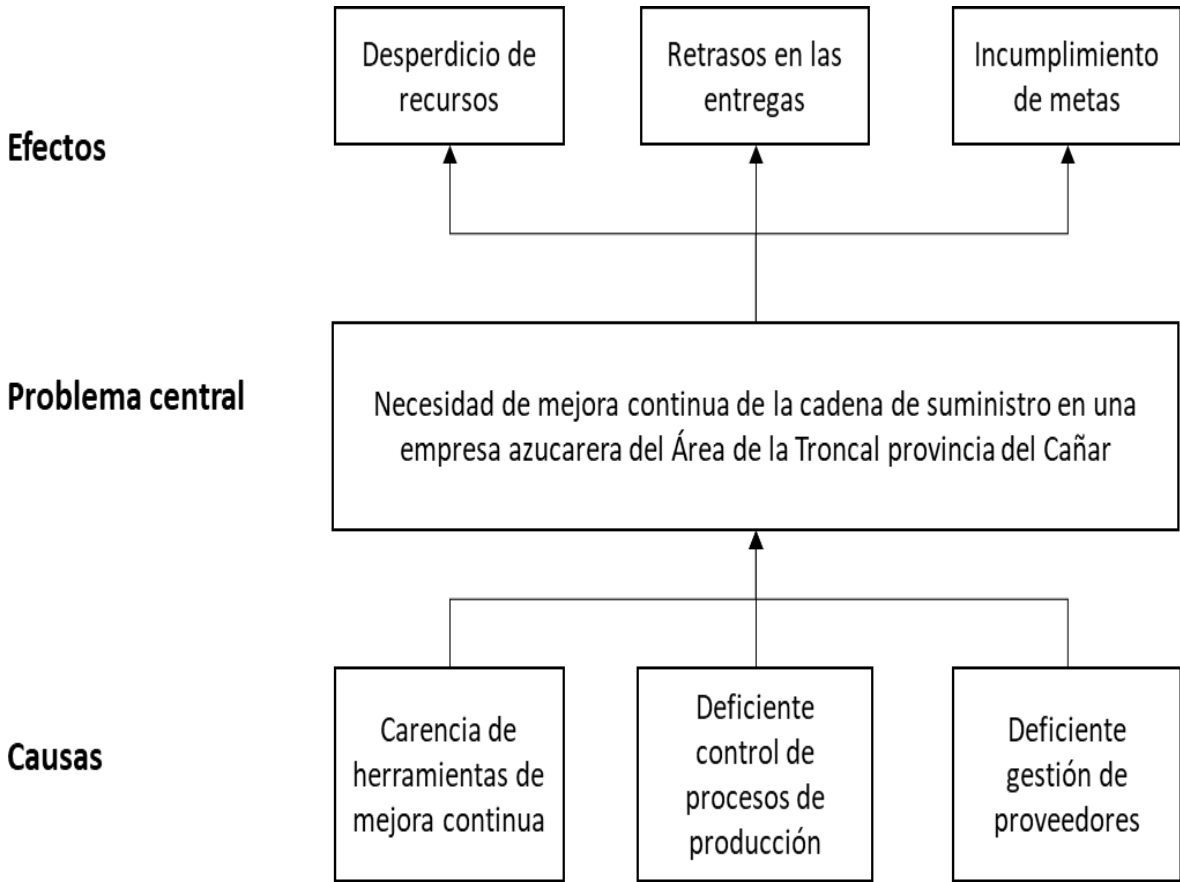 Desperdicio de
recursos
Retrasos en las
entregas
Incumplimiento
de metas
Efectos
Problema central
Necesidad de mejora continua de la cadena de suministro en una
empresa azucarera del Área de la Troncal provincia del Cañar
Causas
Carencia de
herramientas de
mejora continua
Deficiente
control de
procesos de
producción
Deficiente
gestión de
proveedores